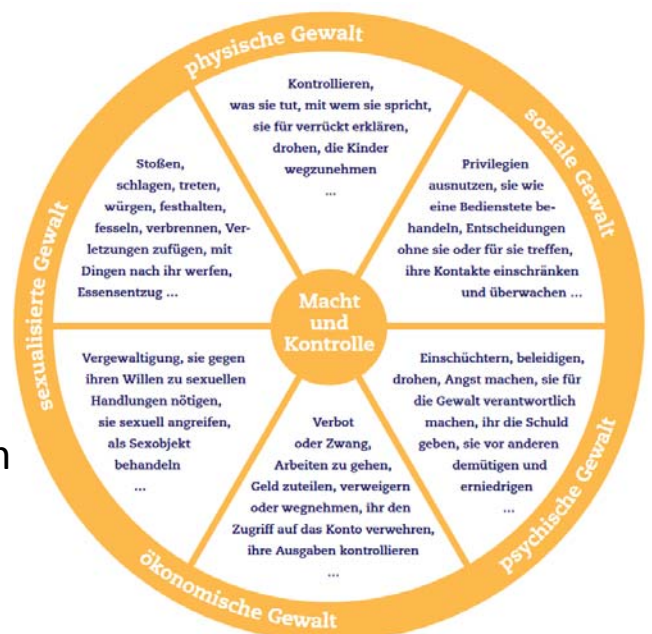 physische Gewalt
Kontrollieren,
was sie tut, mit wem sie spricht,
sie für verrückt erklären,
drohen, die Kinder
wegzunehmen
...
soziale Gewalt
Privilegien
ausnutzen, sie wie
eine Bedienstete be-
handeln, Entscheidungen
ohne sie oder für sie treffen,
ihre Kontakte einschränken
und überwachen ...
psychische Gewalt
Einschüchtern, beleidigen,
drohen, Angst machen, sie für
die Gewalt verantwortlich
machen, ihr die Schuld
geben, sie vor anderen
demütigen und
erniedrigen
...
ökonomische Gewalt
Verbot
oder Zwang,
Arbeiten zu gehen,
Geld zuteilen, verweigern
oder wegnehmen, ihr den
Zugriff auf das Konto verwehren,
ihre Ausgaben kontrollieren
...
sexualisierte Gewalt
Vergewaltigung, sie gegen
ihren Willen zu sexuellen
Handlungen nötigen,
sie sexuell angreifen,
als Sexobjekt
behandeln
...
Stoßen,
schlagen, treten,
würgen, festhalten,
fesseln, verbrennen, Ver-
letzungen zufügen, mit
Dingen nach ihr werfen,
Essensentzug ...
Macht
und
Kontrolle
n